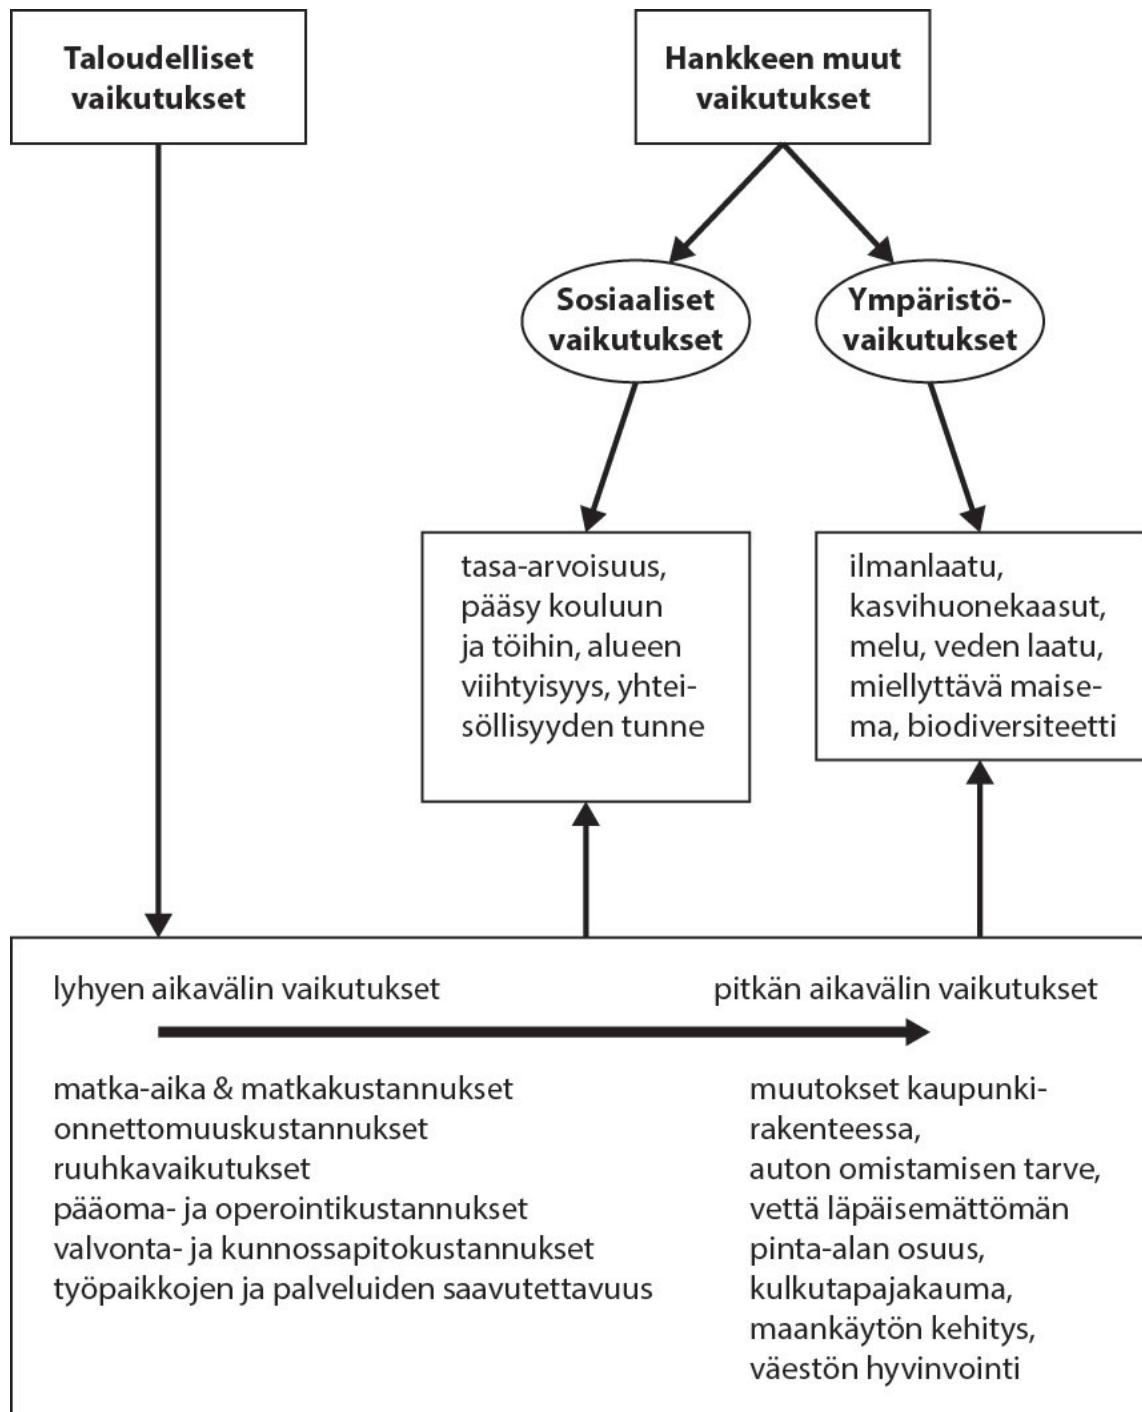 Taloudelliset
vaikutukset
Hankkeen muut
vaikutukset
Sosiaaliset
vaikutukset
Ympäristö-
vaikutukset
tasa-arvoisuus,
pääsy kouluun
ja töihin, alueen
viihtyisyys, yhtei-
söllisyyden tunne
ilmanlaatu,
kasvihuonekaasut,
melu, veden laatu,
miellyttävä maise-
ma, biodiversiteetti
lyhyen aikavälin vaikutukset
pitkän aikavälin vaikutukset
matka-aika & matkakustannukset
onnettomuuskustannukset
ruuhkavaikutukset
pääoma- ja operointikustannukset
valvonta- ja kunnossapitokustannukset
työpaikkojen ja palveluiden saavutettavuus
muutokset kaupunki-
rakenteessa,
auton omistamisen tarve,
vettä läpäisemättömän
pinta-alan osuus,
kulkutapajakauma,
maankäytön kehitys,
väestön hyvinvointi